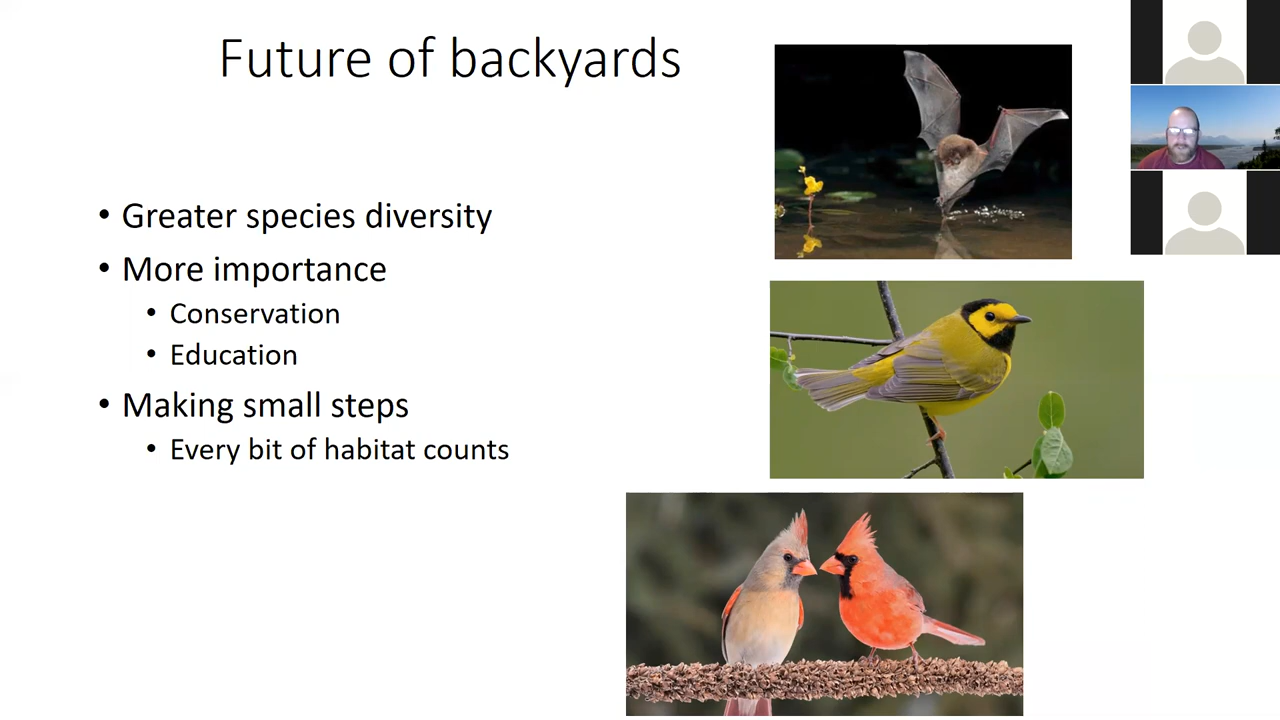 Future of backyards
• Greater species diversity
• More importance
• Conservation
• Education
• Making small steps
• Every bit of habitat counts